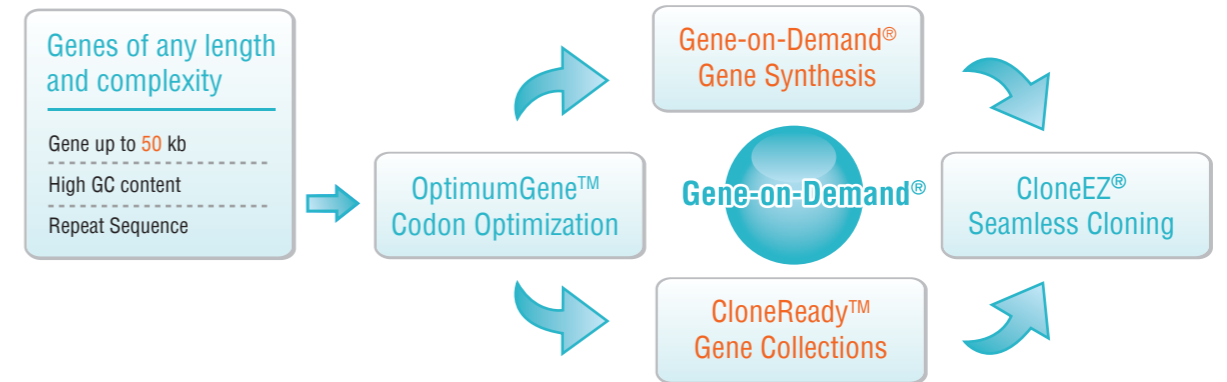 Genes of any length
and complexity
Gene up to 50 kb
High GC content
Repeat Sequence
OptimumGene™
Codon Optimization
Gene-on-Demand®
Gene Synthesis
Gene-on-Demand®
CloneReady™
Gene Collections
CloneEZ®
Seamless Cloning